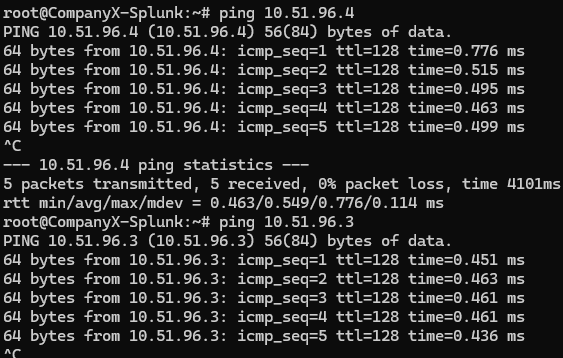 root@CompanyX-Splunk:~# ping 10.51.96.4
PING 10.51.96.4 (10.51.96.4) 56(84) bytes of data.
64 bytes from 10.51.96.4: icmp_seq=1 ttl=128 time=0.776 ms
64 bytes from 10.51.96.4: icmp_seq=2 ttl=128 time=0.515 ms
64 bytes from 10.51.96.4: icmp_seq=3 ttl=128 time=0.495 ms
64 bytes from 10.51.96.4: icmp_seq=4 ttl=128 time=0.463 ms
64 bytes from 10.51.96.4: icmp_seq=5 ttl=128 time=0.499 ms
^C
--- 10.51.96.4 ping statistics ---
5 packets transmitted, 5 received, 0% packet loss, time 4101ms
rtt min/avg/max/mdev = 0.463/0.549/0.776/0.114 ms
root@CompanyX-Splunk:~# ping 10.51.96.3
PING 10.51.96.3 (10.51.96.3) 56(84) bytes of data.
64 bytes from 10.51.96.3: icmp_seq=1 ttl=128 time=0.451 ms
64 bytes from 10.51.96.3: icmp_seq=2 ttl=128 time=0.463 ms
64 bytes from 10.51.96.3: icmp_seq=3 ttl=128 time=0.461 ms
64 bytes from 10.51.96.3: icmp_seq=4 ttl=128 time=0.461 ms
64 bytes from 10.51.96.3: icmp_seq=5 ttl=128 time=0.436 ms
^C